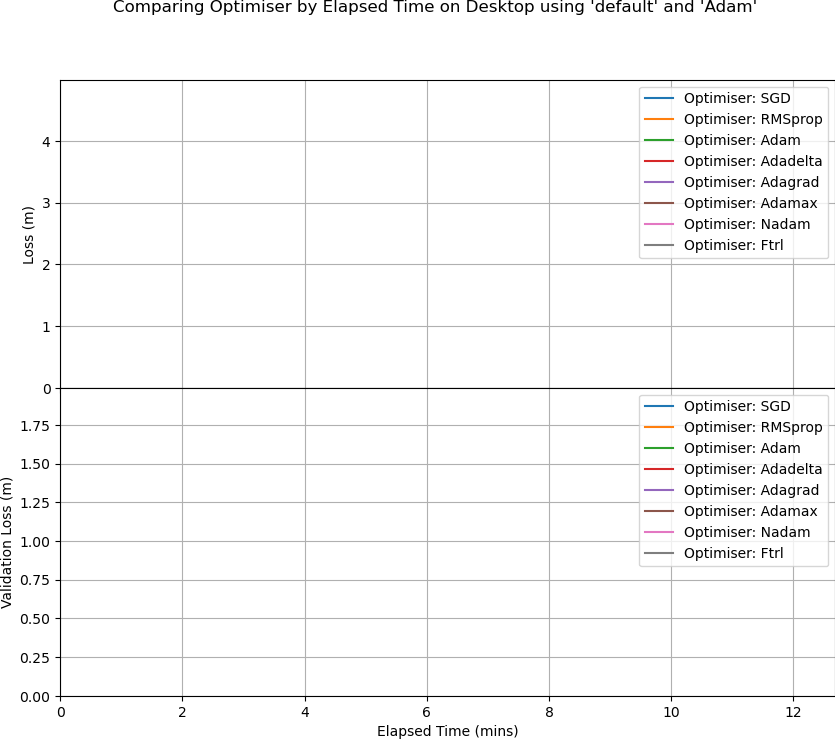 Comparing Optimiser by Elapsed Time on Desktop using 'default' and 'Adam'
Optimiser: SGD
Optimiser: RMSprop
Optimiser: Adam
Optimiser: Adadelta
Optimiser: Adagrad
Optimiser: Adamax
Optimiser: Nadam
Optimiser: Ftrl
4
3
2
1
0
Loss (m)
Optimiser: SGD
Optimiser: RMSprop
Optimiser: Adam
Optimiser: Adadelta
Optimiser: Adagrad
Optimiser: Adamax
Optimiser: Nadam
Optimiser: Ftrl
1.75
1.50
1.25
1.00
0.75
0.50
0.25
0.00
Validation Loss (m)
0 2 4 6 8 10 12
Elapsed Time (mins)